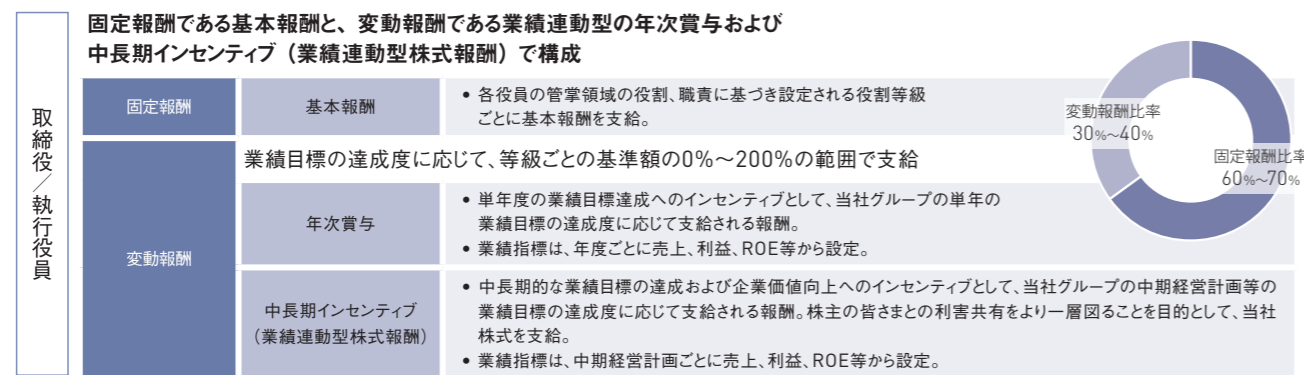 固定報酬である基本報酬と、変動報酬である業績連動型の年次賞与および
中長期インセンティブ（業績連動型株式報酬）で構成
取締役／執行役員
固定報酬
基本報酬
• 各役員の管掌領域の役割、職責に基づき設定される役割等級
ごとに基本報酬を支給。
変動報酬比率
30%～40%
固定報酬比率
60%～70%
変動報酬
業績目標の達成度に応じて、等級ごとの基準額の0%～200%の範囲で支給
年次賞与
• 単年度の業績目標達成へのインセンティブとして、当社グループの単年の
業績目標の達成度に応じて支給される報酬。
• 業績指標は、年度ごとに売上、利益、ROE等から設定。
中長期インセンティブ
（業績連動型株式報酬）
• 中長期的な業績目標の達成および企業価値向上へのインセンティブとして、当社グループの中期経営計画等の
業績目標の達成度に応じて支給される報酬。株主の皆さまとの利害共有をより一層図ることを目的として、当社
株式を支給。
• 業績指標は、中期経営計画ごとに売上、利益、ROE等から設定。